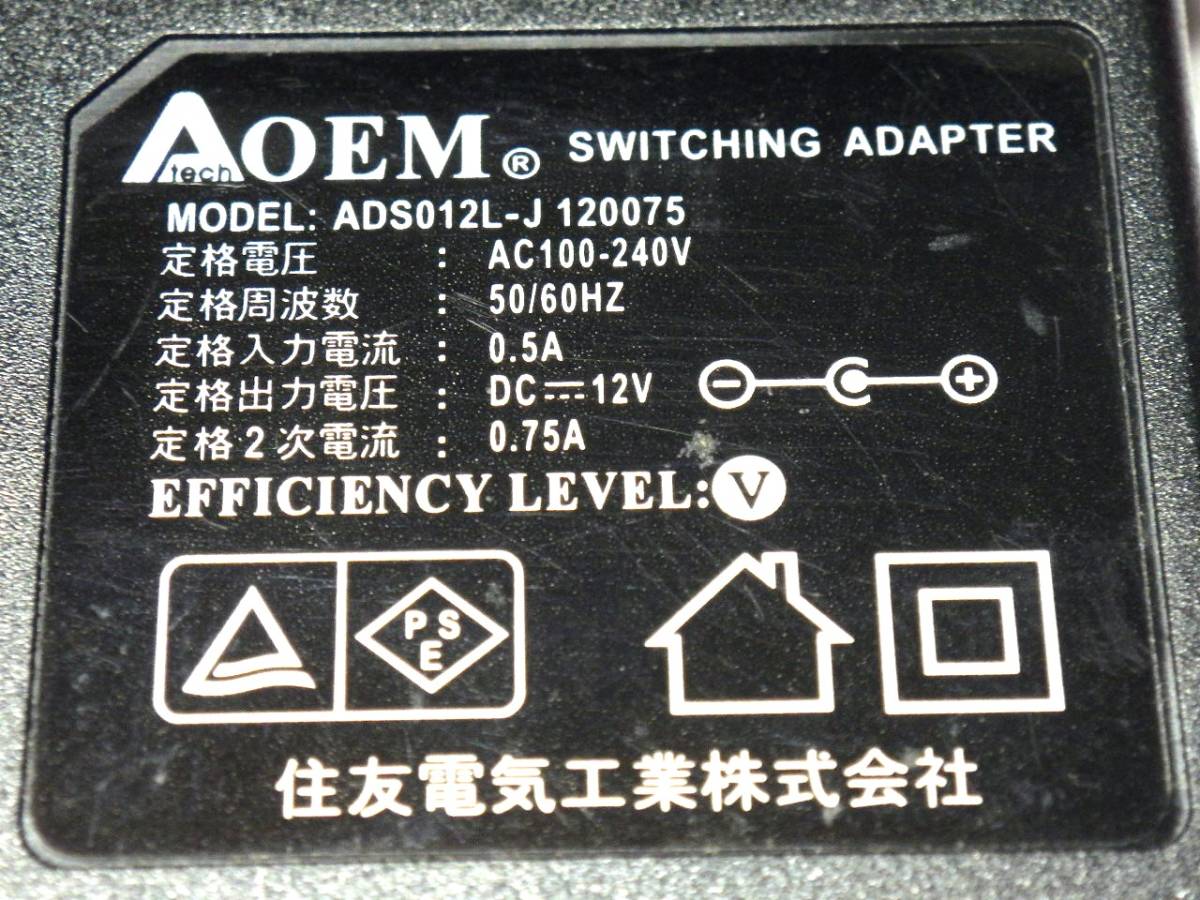 Atech OEM® SWITCHING ADAPTER
MODEL: ADS012L-J 120075
定格電圧 : AC100-240V
定格周波数 : 50/60HZ
定格入力電流 : 0.5A
定格出力電圧 : DC⎓12V
定格2次電流 : 0.75A
EFFICIENCY LEVEL:V
PSE
住友電気工業株式会社